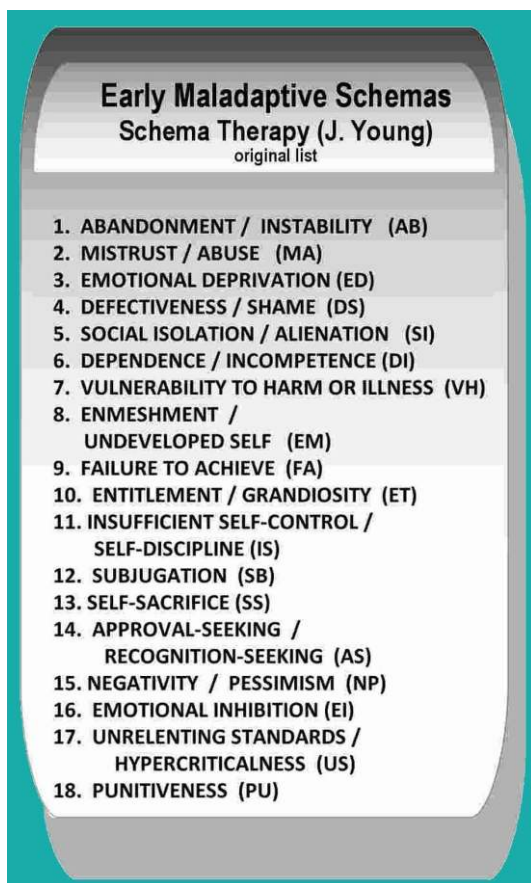 Early Maladaptive Schemas
Schema Therapy (J. Young)
original list
1. ABANDONMENT / INSTABILITY (AB)
2. MISTRUST / ABUSE (MA)
3. EMOTIONAL DEPRIVATION (ED)
4. DEFECTIVENESS / SHAME (DS)
5. SOCIAL ISOLATION / ALIENATION (SI)
6. DEPENDENCE / INCOMPETENCE (DI)
7. VULNERABILITY TO HARM OR ILLNESS (VH)
8. ENMESHMENT /
UNDEVELOPED SELF (EM)
9. FAILURE TO ACHIEVE (FA)
10. ENTITLEMENT / GRANDIOSITY (ET)
11. INSUFFICIENT SELF-CONTROL /
SELF-DISCIPLINE (IS)
12. SUBJUGATION (SB)
13. SELF-SACRIFICE (SS)
14. APPROVAL-SEEKING /
RECOGNITION-SEEKING (AS)
15. NEGATIVITY / PESSIMISM (NP)
16. EMOTIONAL INHIBITION (EI)
17. UNRELENTING STANDARDS /
HYPERCRITICALNESS (US)
18. PUNITIVENESS (PU)